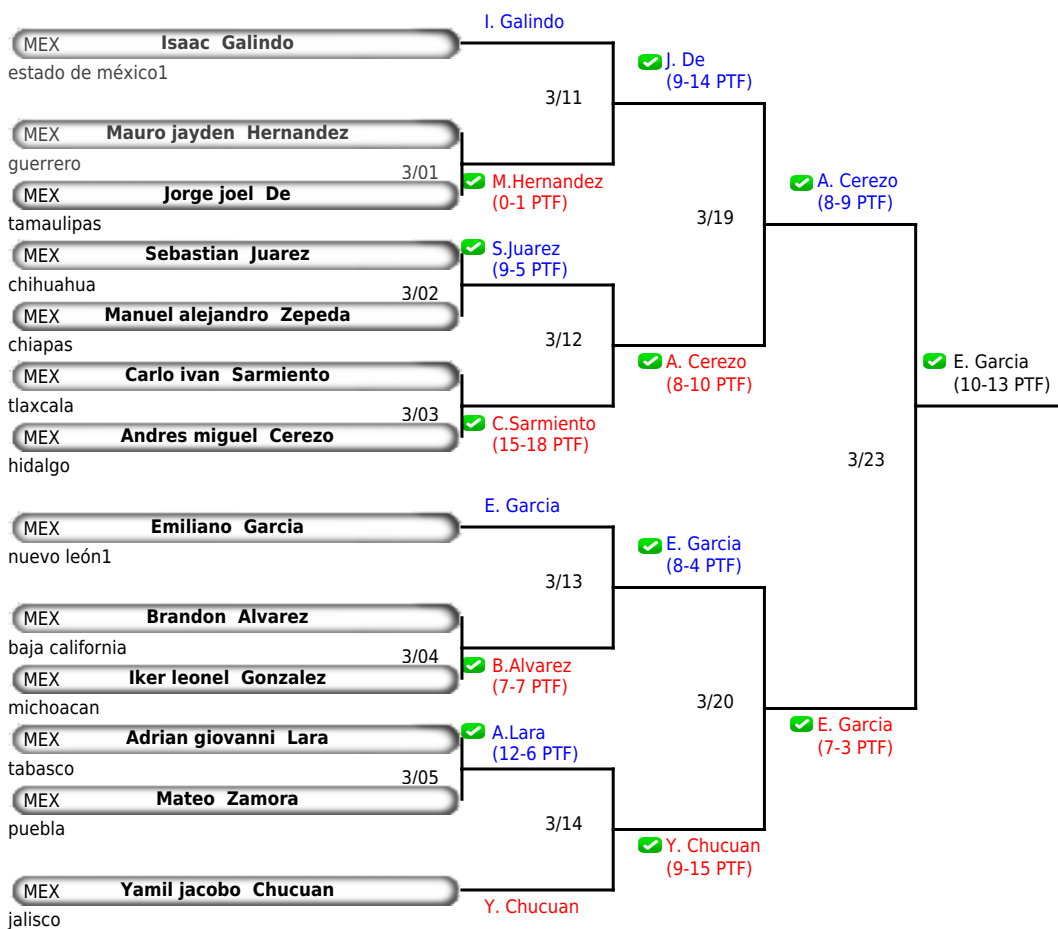 I. Galindo
MEX Isaac Galindo
estado de méxico1
J. De
(9-14 PTF)
3/11
MEX Mauro jayden Hernandez
guerrero
3/01
M.Hernandez
(0-1 PTF)
MEX Jorge joel De
tamaulipas
A. Cerezo
(8-9 PTF)
3/19
MEX Sebastian Juarez
chihuahua
S.Juarez
(9-5 PTF)
3/02
MEX Manuel alejandro Zepeda
chiapas
3/12
MEX Carlo ivan Sarmiento
tlaxcala
A. Cerezo
(8-10 PTF)
E. Garcia
(10-13 PTF)
3/03
C.Sarmiento
(15-18 PTF)
MEX Andres miguel Cerezo
hidalgo
3/23
E. Garcia
MEX Emiliano Garcia
nuevo león1
E. Garcia
(8-4 PTF)
3/13
MEX Brandon Alvarez
baja california
3/04
B.Alvarez
(7-7 PTF)
MEX Iker leonel Gonzalez
michoacan
3/20
E. Garcia
(7-3 PTF)
MEX Adrian giovanni Lara
tabasco
A.Lara
(12-6 PTF)
3/05
MEX Mateo Zamora
puebla
3/14
Y. Chucuan
(9-15 PTF)
MEX Yamil jacobo Chucuan
jalisco
Y. Chucuan